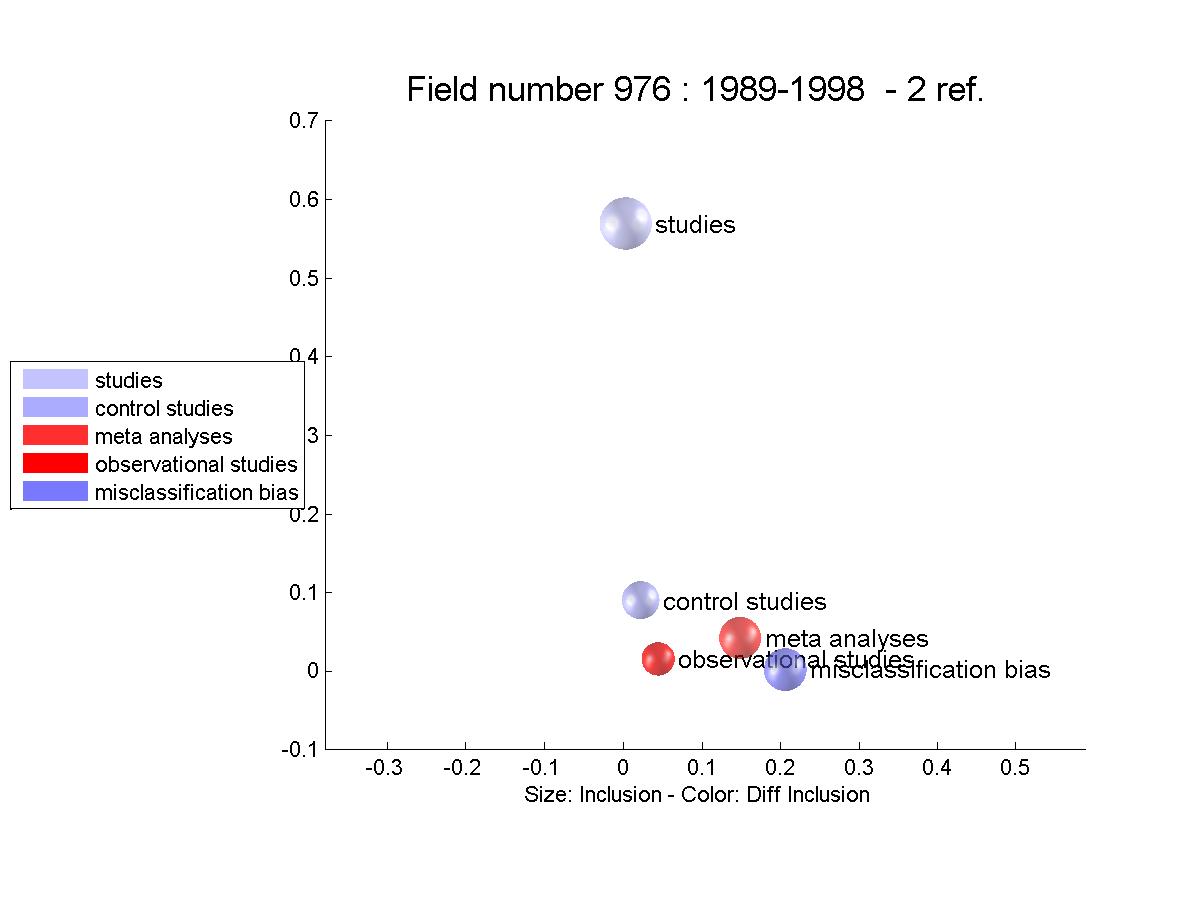 Field number 976 : 1989-1998  - 2 ref.
0.7
0.6
studies
0.5
0.4
studies
control studies
meta analyses
3
observational studies
misclassification bias
0.2
0.1
control studies
meta analyses
observational studies
0
misclassification bias
-0.1
-0.3 -0.2 -0.1 0 0.1 0.2 0.3 0.4 0.5
Size: Inclusion - Color: Diff Inclusion